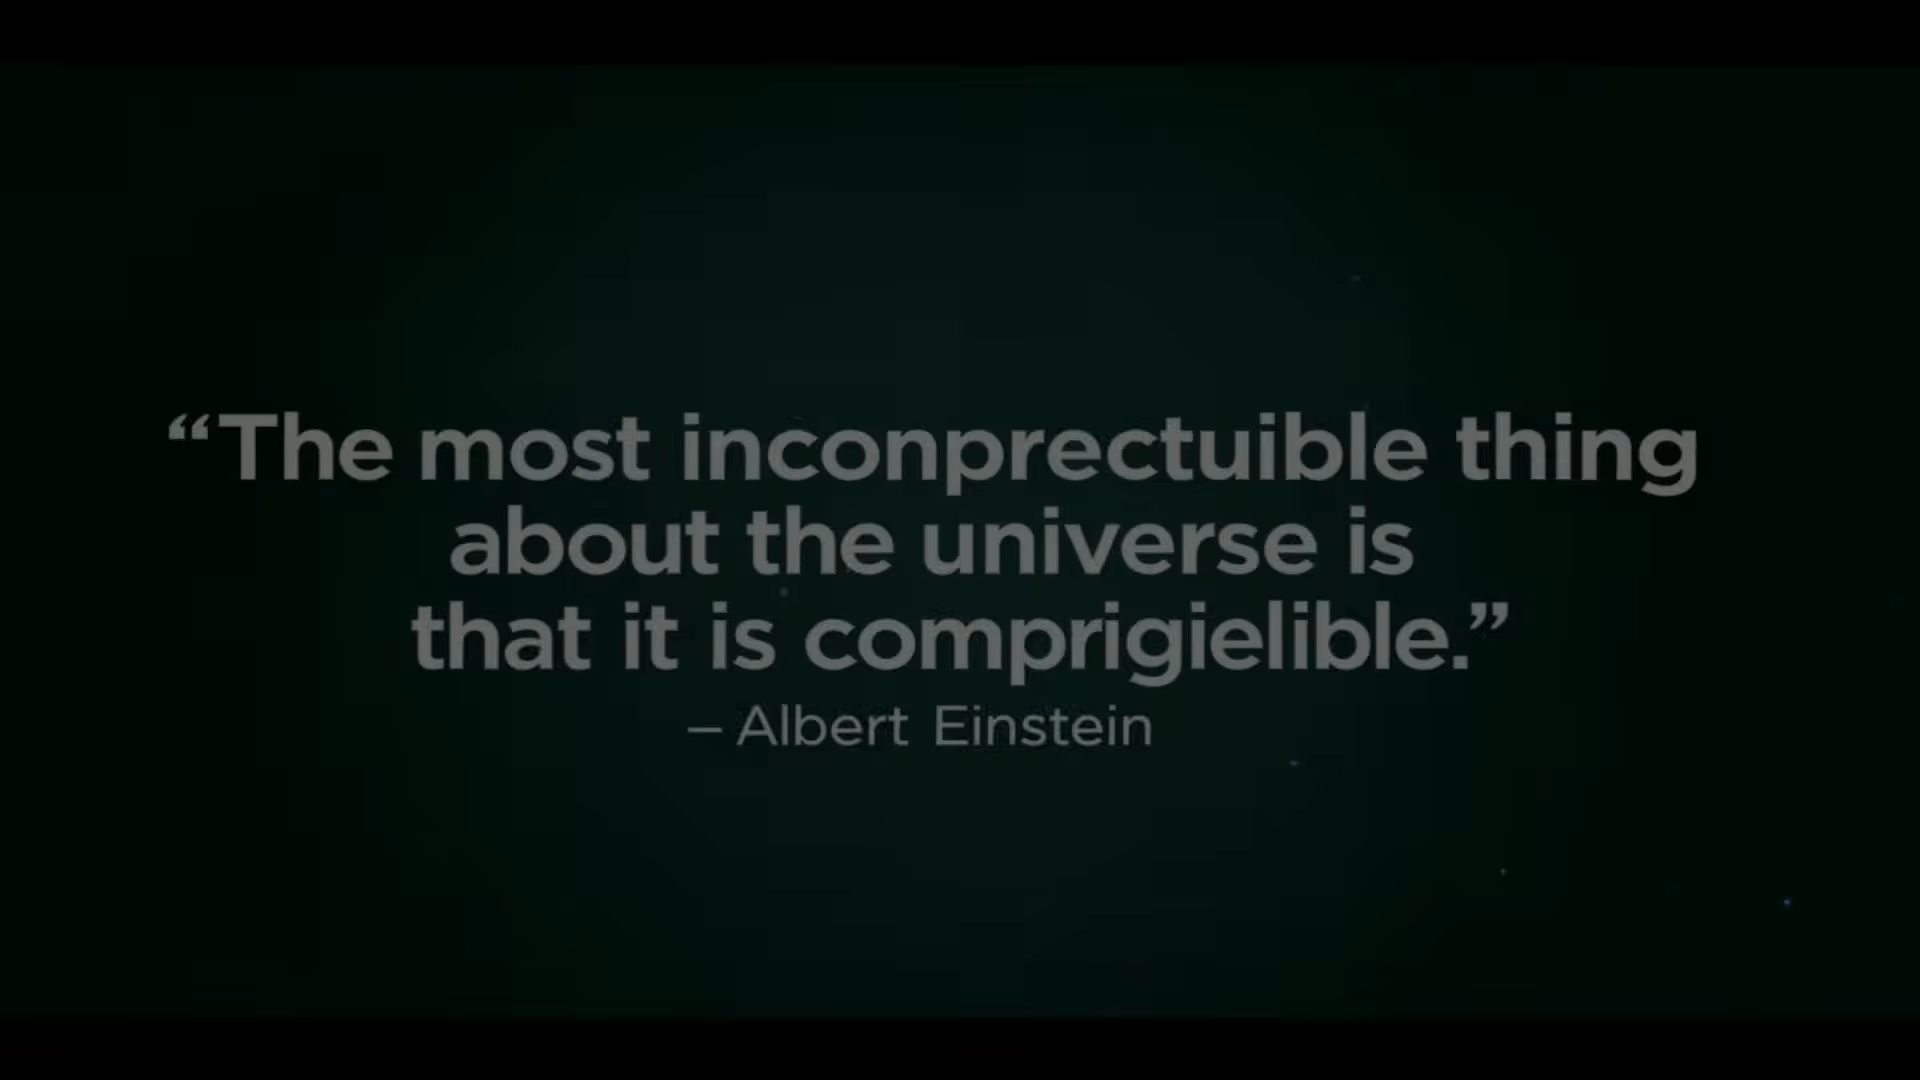 “The most inconprectuible thing
about the universe is
that it is comprigielible.”
– Albert Einstein